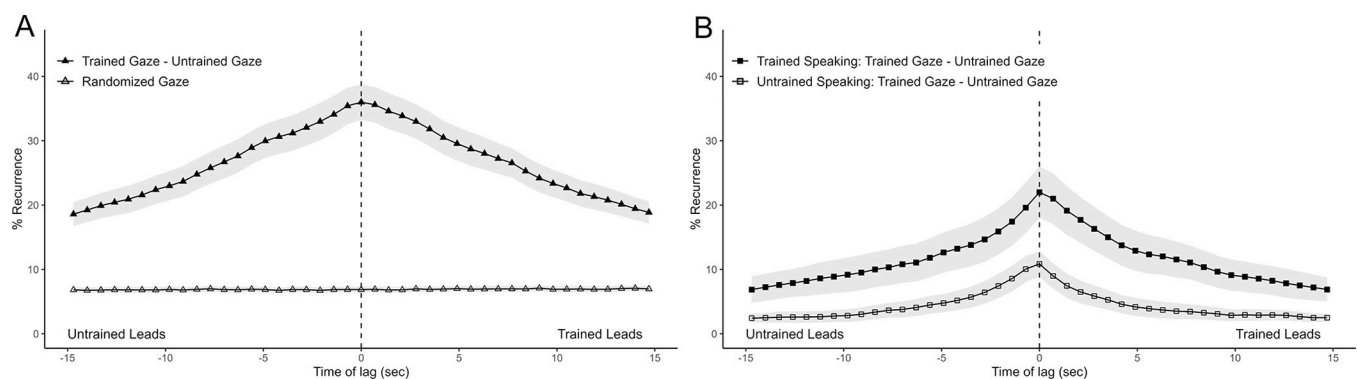 A
Trained Gaze - Untrained Gaze
Randomized Gaze
% Recurrence
40
30
20
10
0
Untrained Leads
Trained Leads
-15 -10 -5 0 5 10 15
Time of lag (sec)
B
Trained Speaking: Trained Gaze - Untrained Gaze
Untrained Speaking: Trained Gaze - Untrained Gaze
% Recurrence
40
30
20
10
0
Untrained Leads
Trained Leads
-15 -10 -5 0 5 10 15
Time of lag (sec)